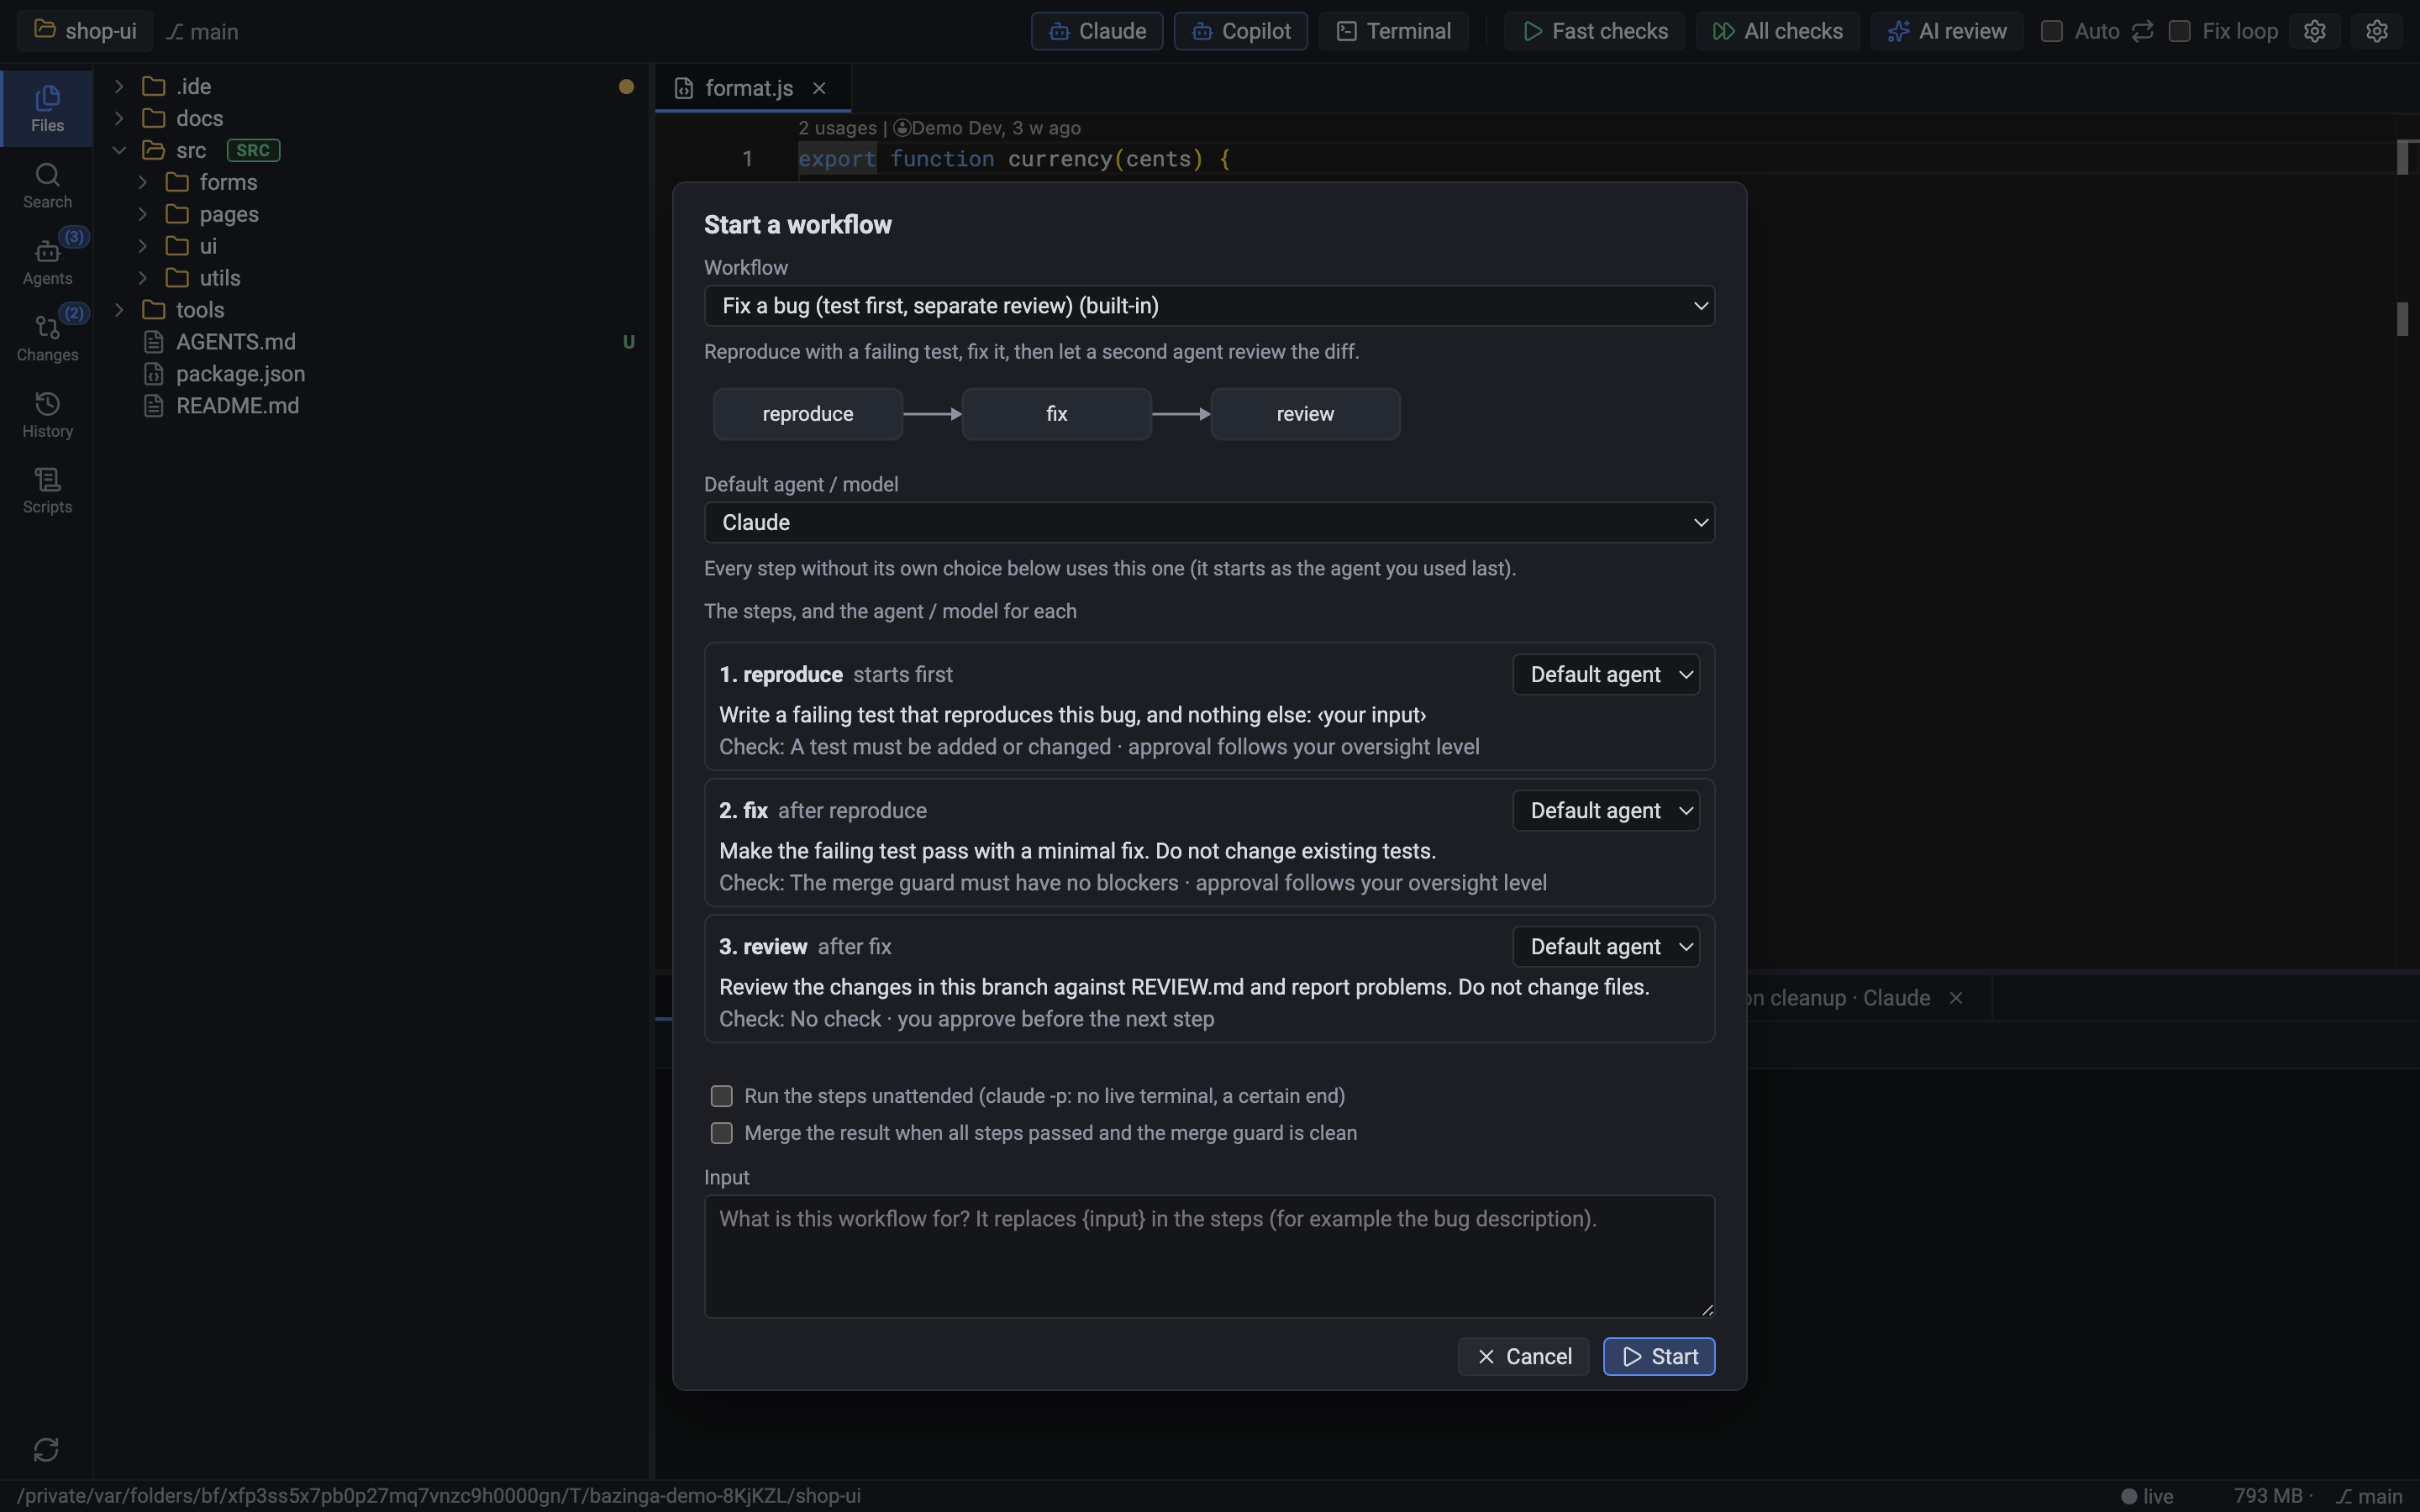 shop-ui main Claude Copilot Terminal Fast checks All checks AI review Auto Fix loop
Files
Search
(3)
Agents
(2)
Changes
History
Scripts
.ide
docs
src SRC
forms
pages
ui
utils
tools
AGENTS.md U
package.json
README.md
format.js
2 usages | Demo Dev, 3 w ago
1 export function currency(cents) {
Start a workflow
Workflow
Fix a bug (test first, separate review) (built-in)
Reproduce with a failing test, fix it, then let a second agent review the diff.
reproduce fix review
Default agent / model
Claude
Every step without its own choice below uses this one (it starts as the agent you used last).
The steps, and the agent / model for each
1. reproduce starts first Default agent
Write a failing test that reproduces this bug, and nothing else: ‹your input›
Check: A test must be added or changed · approval follows your oversight level
2. fix after reproduce Default agent
Make the failing test pass with a minimal fix. Do not change existing tests.
Check: The merge guard must have no blockers · approval follows your oversight level
3. review after fix Default agent
Review the changes in this branch against REVIEW.md and report problems. Do not change files.
Check: No check · you approve before the next step
on cleanup · Claude
Run the steps unattended (claude -p: no live terminal, a certain end)
Merge the result when all steps passed and the merge guard is clean
Input
What is this workflow for? It replaces {input} in the steps (for example the bug description).
Cancel Start
/private/var/folders/bf/xfp3ss5x7pb0p27mq7vnzc9h0000gn/T/bazinga-demo-8KjKZL/shop-ui live 793 MB · main